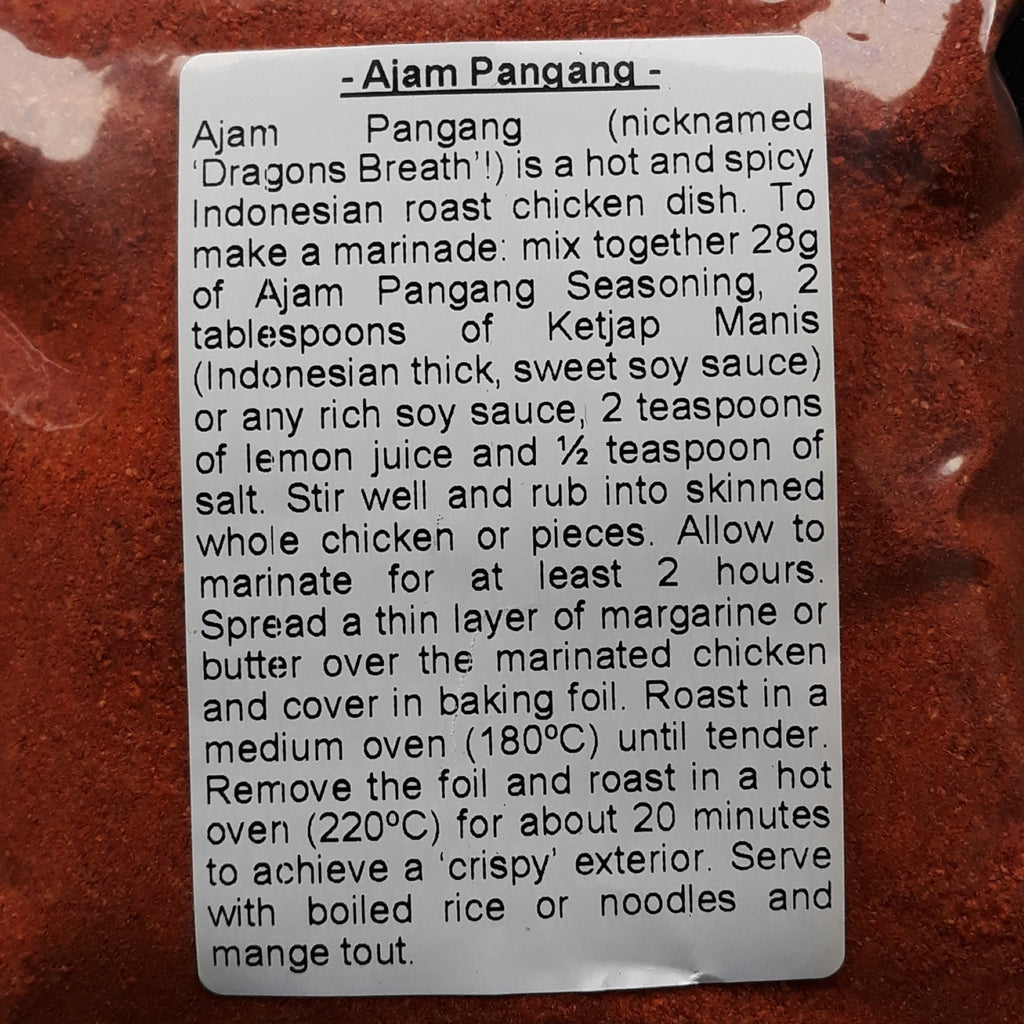 - Ajam Pangang -
Ajam Pangang (nicknamed
'Dragons Breath'!) is a hot and spicy
Indonesian roast chicken dish. To
make a marinade: mix together 28g
of Ajam Pangang Seasoning, 2
tablespoons of Ketjap Manis
(Indonesian thick, sweet soy sauce)
or any rich soy sauce, 2 teaspoons
of lemon juice and ½ teaspoon of
salt. Stir well and rub into skinned
whole chicken or pieces. Allow to
marinate for at least 2 hours.
Spread a thin layer of margarine or
butter over the marinated chicken
and cover in baking foil. Roast in a
medium oven (180ºC) until tender.
Remove the foil and roast in a hot
oven (220ºC) for about 20 minutes
to achieve a 'crispy' exterior. Serve
with boiled rice or noodles and
mange tout.